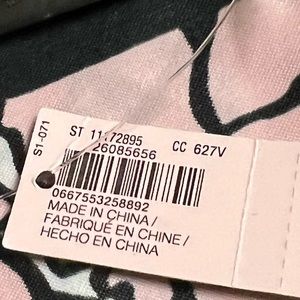 S1-071
ST 11172895 CC 627V
26085656
0667553258892
MADE IN CHINA/
FABRIQUÉ EN CHINE/
HECHO EN CHINA